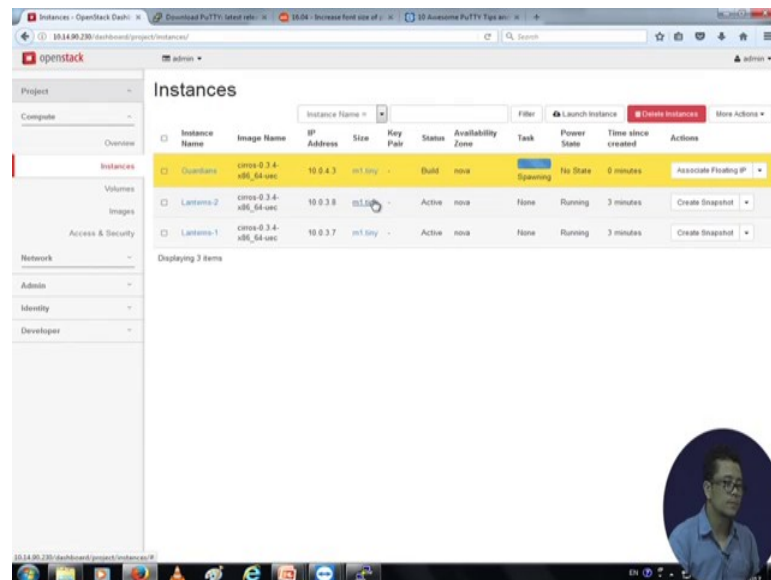 Instances - OpenStack Dashb
Download PuTTY: latest rele
16.04 - Increase font size of
10 Awesome PuTTY Tips an
10.14.90.230/dashboard/project/instances/
Search
openstack
admin
admin
Project
Compute
Overview
Instances
Volumes
Images
Access & Security
Network
Admin
Identity
Developer
Instances
Instance Name = Filter Launch Instance Delete Instances More Actions
Instance Name Image Name IP Address Size Key Pair Status Availability Zone Task Power State Time since created Actions
Guardians cirros-0.3.4-x86_64-uec 10.0.4.3 m1.tiny - Build nova Spawning No State 0 minutes Associate Floating IP
Lanterns-2 cirros-0.3.4-x86_64-uec 10.0.3.8 m1.tiny - Active nova None Running 3 minutes Create Snapshot
Lanterns-1 cirros-0.3.4-x86_64-uec 10.0.3.7 m1.tiny - Active nova None Running 3 minutes Create Snapshot
Displaying 3 items
10.14.90.230/dashboard/project/instances/#
EN